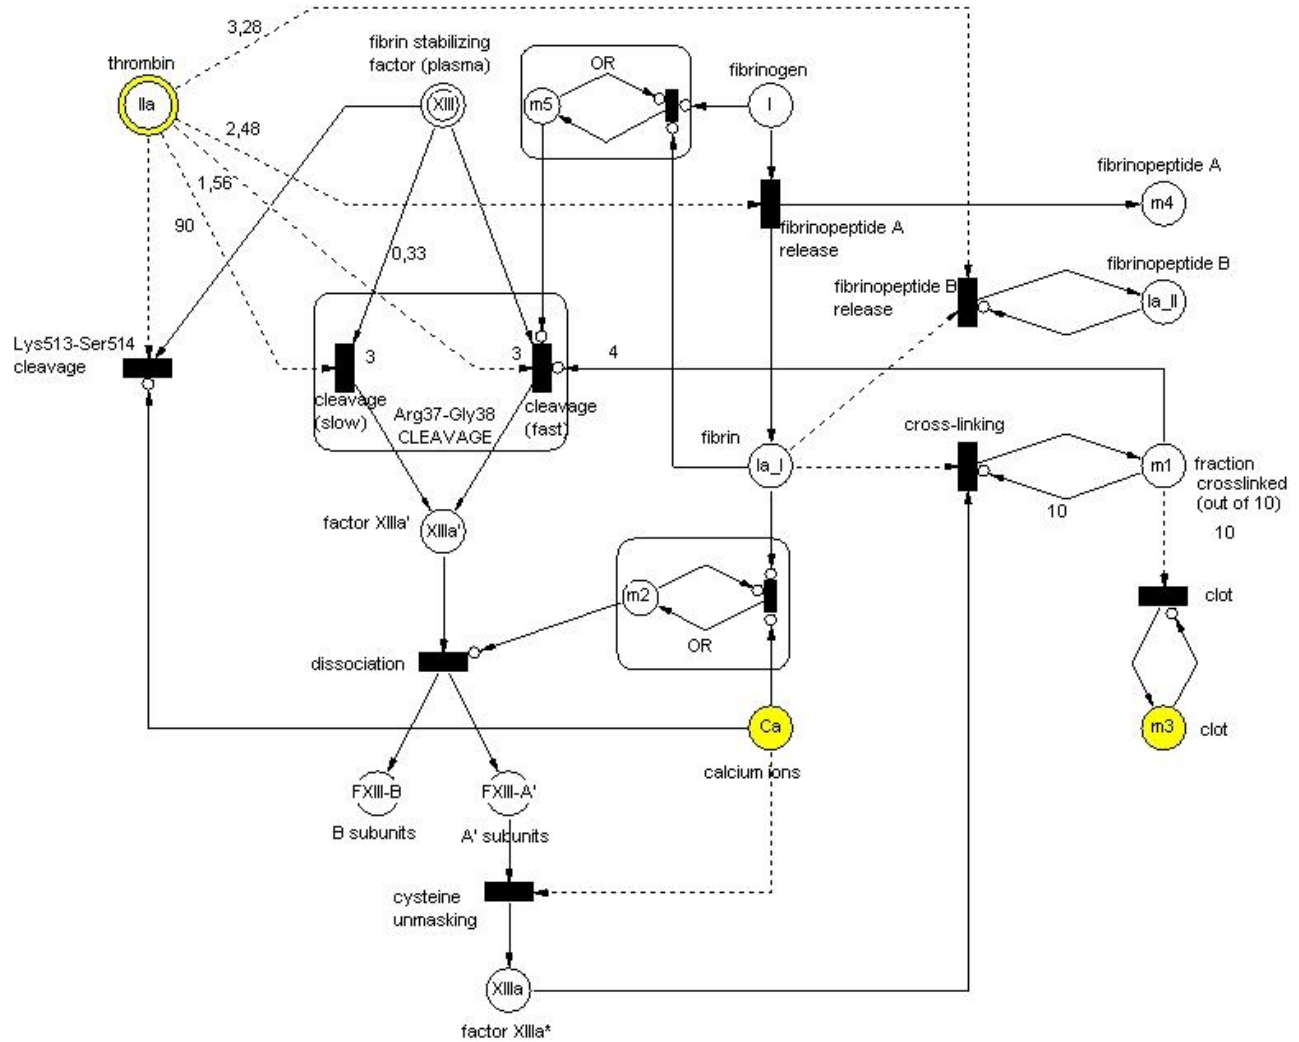 3,28
thrombin
IIa
fibrin stabilizing
factor (plasma)
XIII
OR
m5
fibrinogen
I
2,48
1,56
90
0,33
fibrinopeptide A
m4
fibrinopeptide A
release
fibrinopeptide B
Ia_II
fibrinopeptide B
release
Lys513-Ser514
cleavage
3
3
4
cleavage
(slow)
Arg37-Gly38
CLEAVAGE
cleavage
(fast)
fibrin
Ia_I
cross-linking
m1
fraction
crosslinked
(out of 10)
10
10
factor XIIIa'
XIIIa'
m2
OR
clot
dissociation
Ca
calcium ions
m3
clot
FXIII-B
B subunits
FXIII-A'
A' subunits
cysteine
unmasking
XIIIa
factor XIIIa*